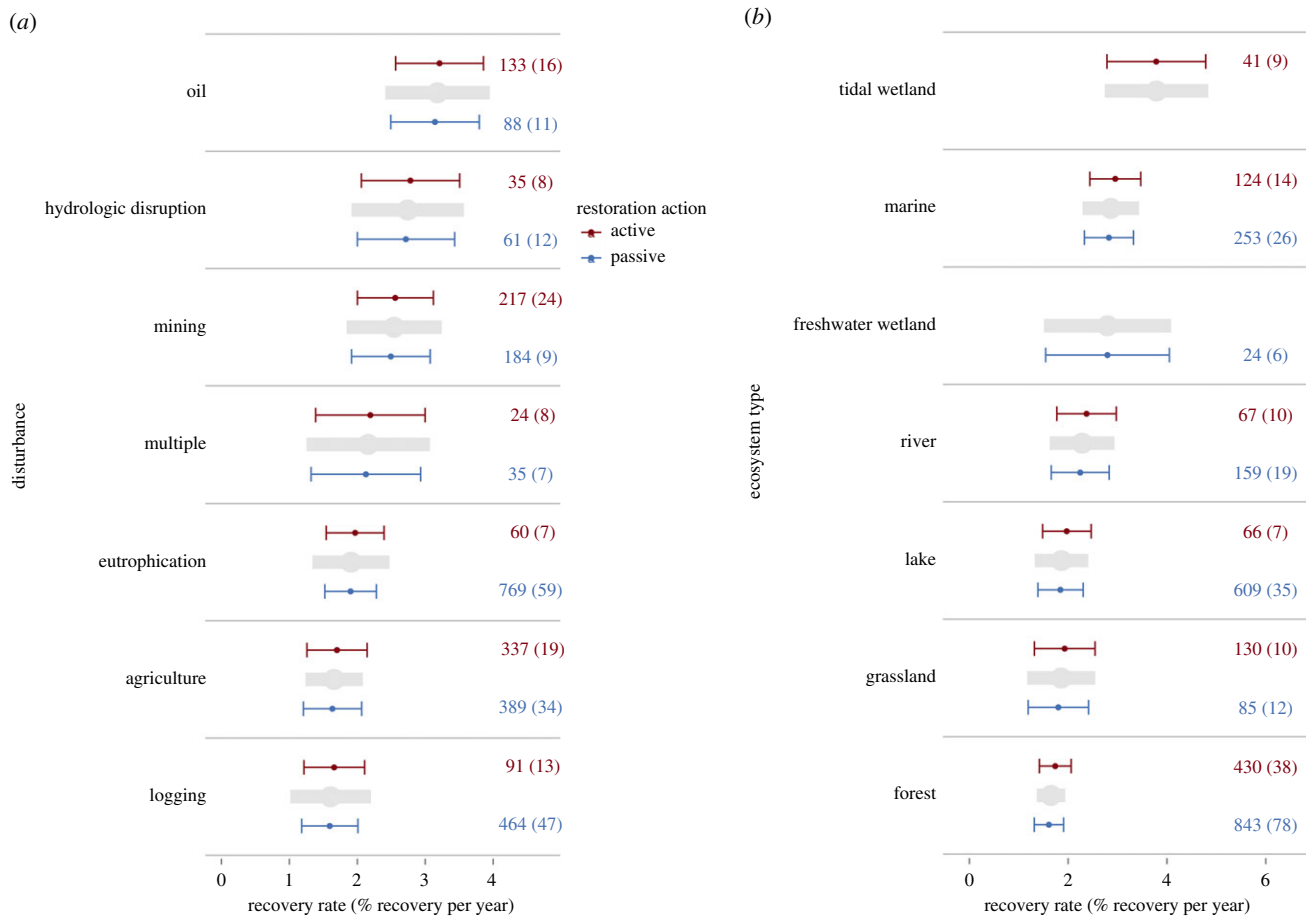 (a)
oil
133 (16)
88 (11)
hydrologic disruption
35 (8)
61 (12)
mining
217 (24)
184 (9)
multiple
24 (8)
35 (7)
eutrophication
60 (7)
769 (59)
agriculture
337 (19)
389 (34)
logging
91 (13)
464 (47)
disturbance
0 1 2 3 4
recovery rate (% recovery per year)
restoration action
active
passive
(b)
tidal wetland
41 (9)
marine
124 (14)
253 (26)
freshwater wetland
24 (6)
river
67 (10)
159 (19)
lake
66 (7)
609 (35)
grassland
130 (10)
85 (12)
forest
430 (38)
843 (78)
ecosystem type
0 2 4 6
recovery rate (% recovery per year)